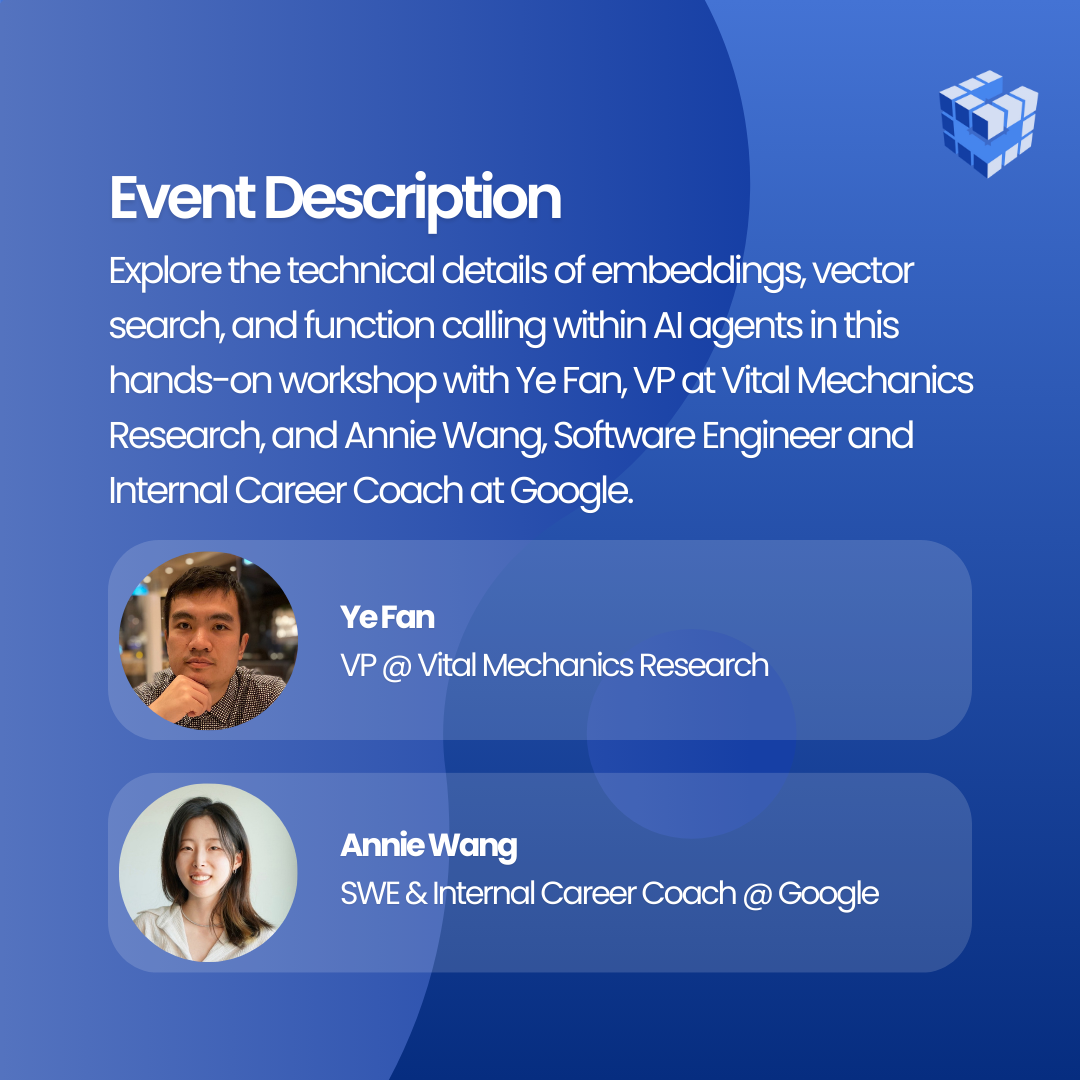 Event Description
Explore the technical details of embeddings, vector
search, and function calling within AI agents in this
hands-on workshop with Ye Fan, VP at Vital Mechanics
Research, and Annie Wang, Software Engineer and
Internal Career Coach at Google.
Ye Fan
VP @ Vital Mechanics Research
Annie Wang
SWE & Internal Career Coach @ Google